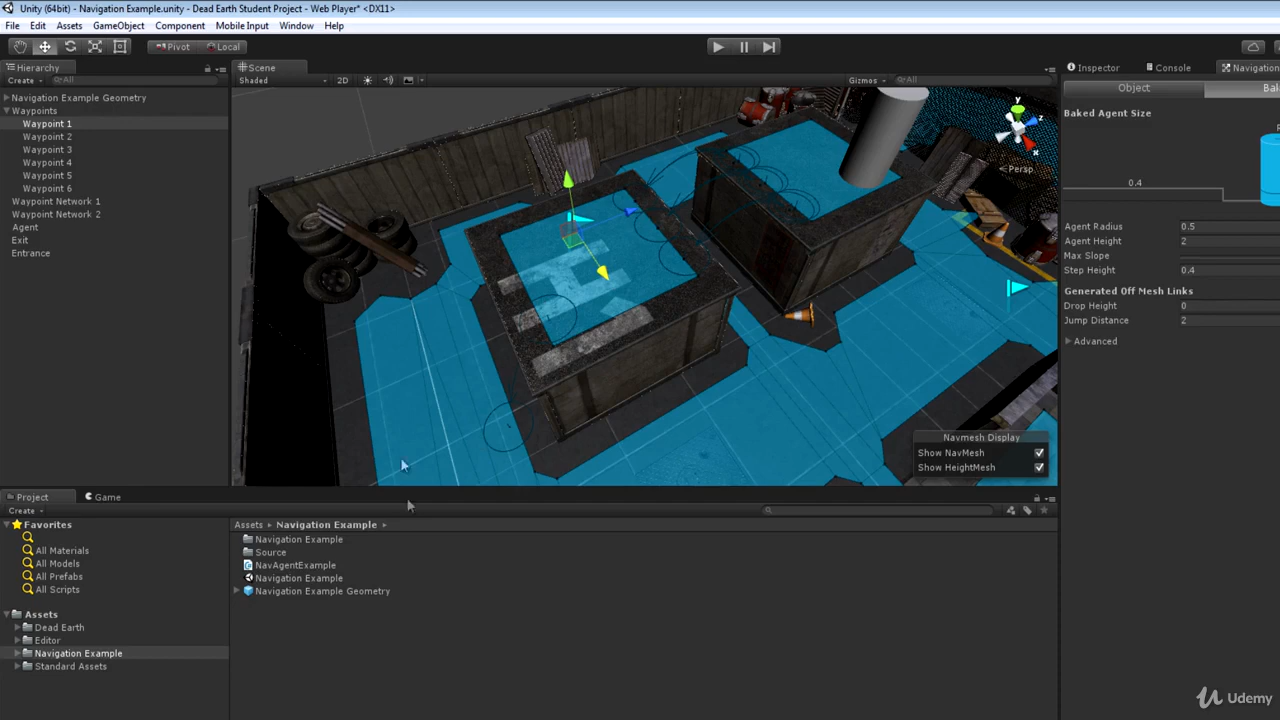 Unity (64bit) - Navigation Example.unity - Dead Earth Student Project - Web Player* <DX11>
File Edit Assets GameObject Component Mobile Input Window Help
Pivot Local
Hierarchy
Create All
Navigation Example Geometry
Waypoints
Waypoint 1
Waypoint 2
Waypoint 3
Waypoint 4
Waypoint 5
Waypoint 6
Waypoint Network 1
Waypoint Network 2
Agent
Exit
Entrance
Scene
Shaded 2D Gizmos All
y
z
x
Persp
Navmesh Display
Show NavMesh
Show HeightMesh
Inspector Console Navigation
Object Bal
Baked Agent Size
0.4
Agent Radius 0.5
Agent Height 2
Max Slope
Step Height 0.4
Generated Off Mesh Links
Drop Height 0
Jump Distance 2
Advanced
Project Game
Create
Favorites
All Materials
All Models
All Prefabs
All Scripts
Assets
Dead Earth
Editor
Navigation Example
Standard Assets
Assets Navigation Example
Navigation Example
Source
NavAgentExample
Navigation Example
Navigation Example Geometry
Udemy